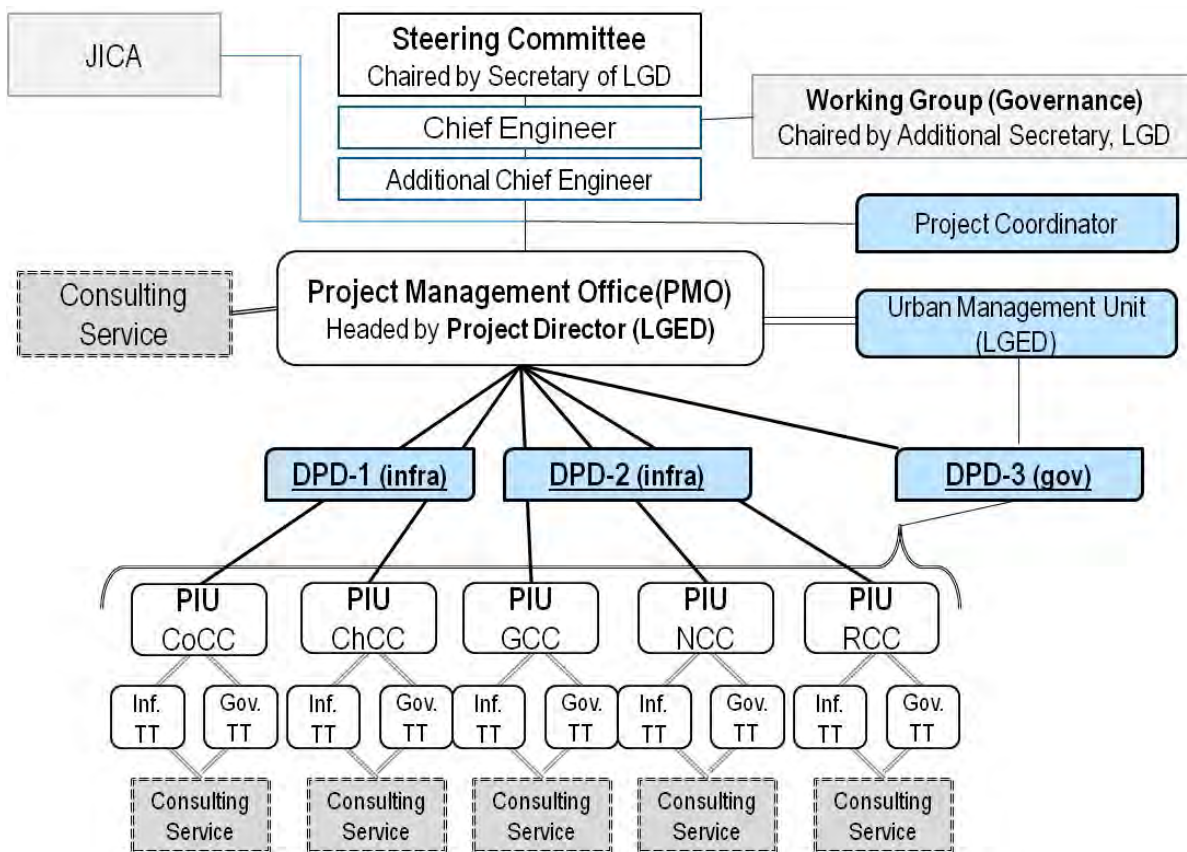 JICA
Steering Committee
Chaired by Secretary of LGD
Chief Engineer
Additional Chief Engineer
Working Group (Governance)
Chaired by Additional Secretary, LGD
Project Coordinator
Consulting
Service
Project Management Office(PMO)
Headed by Project Director (LGED)
Urban Management Unit
(LGED)
DPD-1 (infra)
DPD-2 (infra)
DPD-3 (gov)
PIU
CoCC
PIU
ChCC
PIU
GCC
PIU
NCC
PIU
RCC
Inf.
TT
Gov.
TT
Inf.
TT
Gov.
TT
Inf.
TT
Gov.
TT
Inf.
TT
Gov.
TT
Inf.
TT
Gov.
TT
Consulting
Service
Consulting
Service
Consulting
Service
Consulting
Service
Consulting
Service